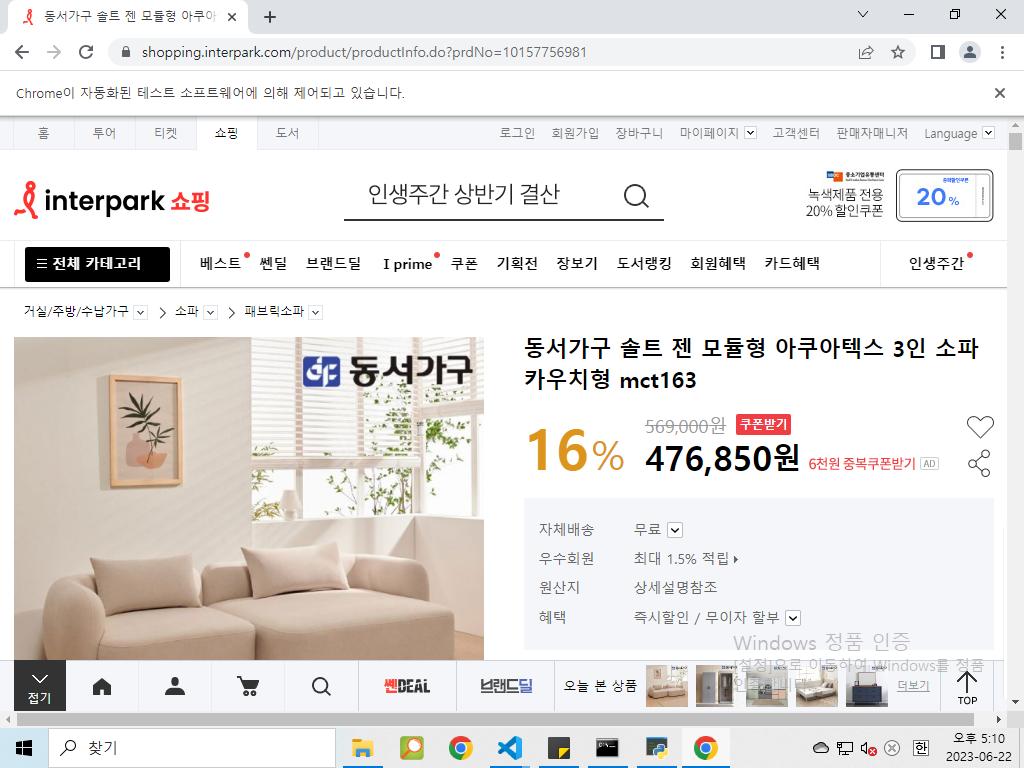 동서가구 솔트 젠 모듈형 아쿠아
shopping.interpark.com/product/productInfo.do?prdNo=10157756981
Chrome이 자동화된 테스트 소프트웨어에 의해 제어되고 있습니다.
홈 투어 티켓 쇼핑 도서 로그인 회원가입 장바구니 마이페이지 고객센터 판매자매니저 Language
interpark 쇼핑
인생주간 상반기 결산
녹색제품 전용
20% 할인쿠폰
20%
전체 카테고리 베스트 쎈딜 브랜드딜 I prime 쿠폰 기획전 장보기 도서랭킹 회원혜택 카드혜택 인생주간
거실/주방/수납가구 소파 패브릭소파
동서가구
동서가구 솔트 젠 모듈형 아쿠아텍스 3인 소파
카우치형 mct163
16%
569,000원 쿠폰받기
476,850원 6천원 중복쿠폰받기 AD
자체배송 무료
우수회원 최대 1.5% 적립
원산지 상세설명참조
혜택 즉시할인 / 무이자 할부
Windows 정품 인증
[설정]으로 이동하여 Windows를 정품
접기
쎈DEAL
브랜드딜
오늘 본 상품
더보기
TOP
찾기
한
오후 5:10
2023-06-22